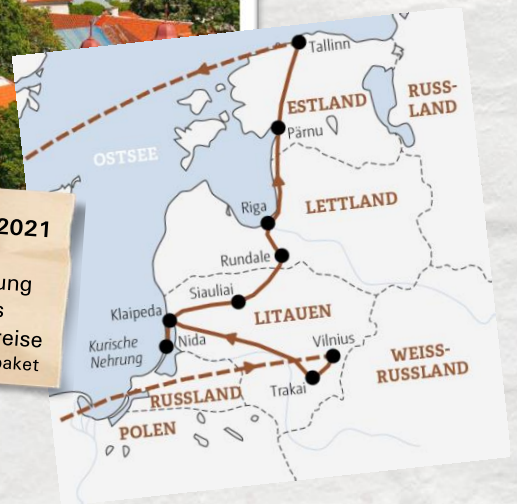 Tallinn
RUSS-
LAND
ESTLAND
Pärnu
OSTSEE
Riga
LETTLAND
2021
Rundale
ung
s
Siauliai
Klaipeda
LITAUEN
reise
Kurische
Nehrung
Nida
Vilnius
paket
WEISS-
RUSSLAND
Trakai
RUSSLAND
POLEN